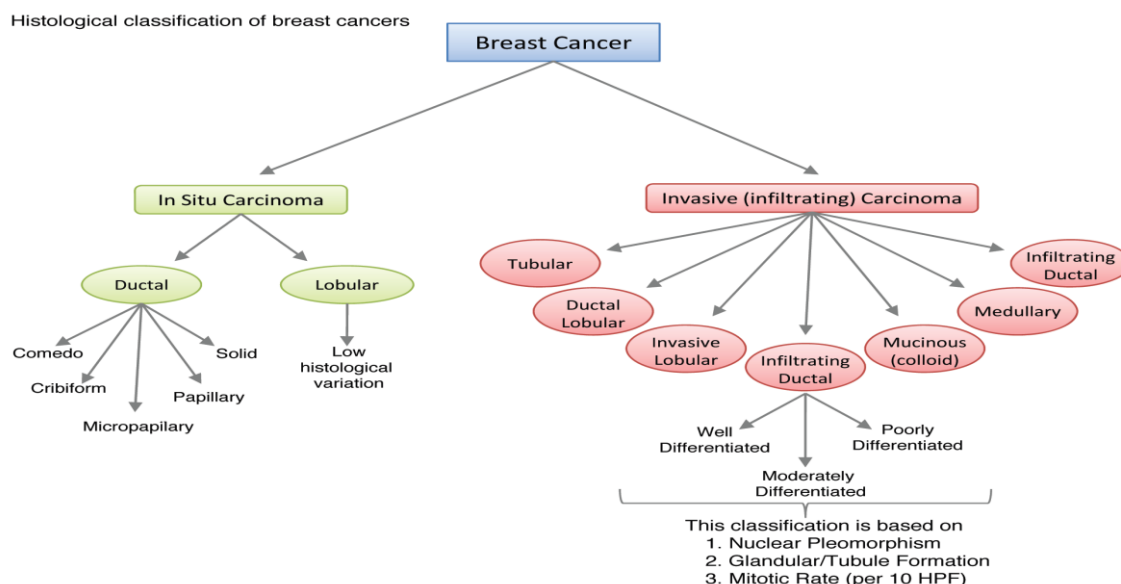 Histological classification of breast cancers
Breast Cancer
In Situ Carcinoma
Invasive (infiltrating) Carcinoma
Ductal
Lobular
Comedo
Cribiform
Micropapilary
Papillary
Solid
Low
histological
variation
Tubular
Ductal
Lobular
Invasive
Lobular
Infiltrating
Ductal
Mucinous
(colloid)
Medullary
Infiltrating
Ductal
Well
Differentiated
Moderately
Differentiated
Poorly
Differentiated
This classification is based on
1. Nuclear Pleomorphism
2. Glandular/Tubule Formation
3. Mitotic Rate (per 10 HPF)